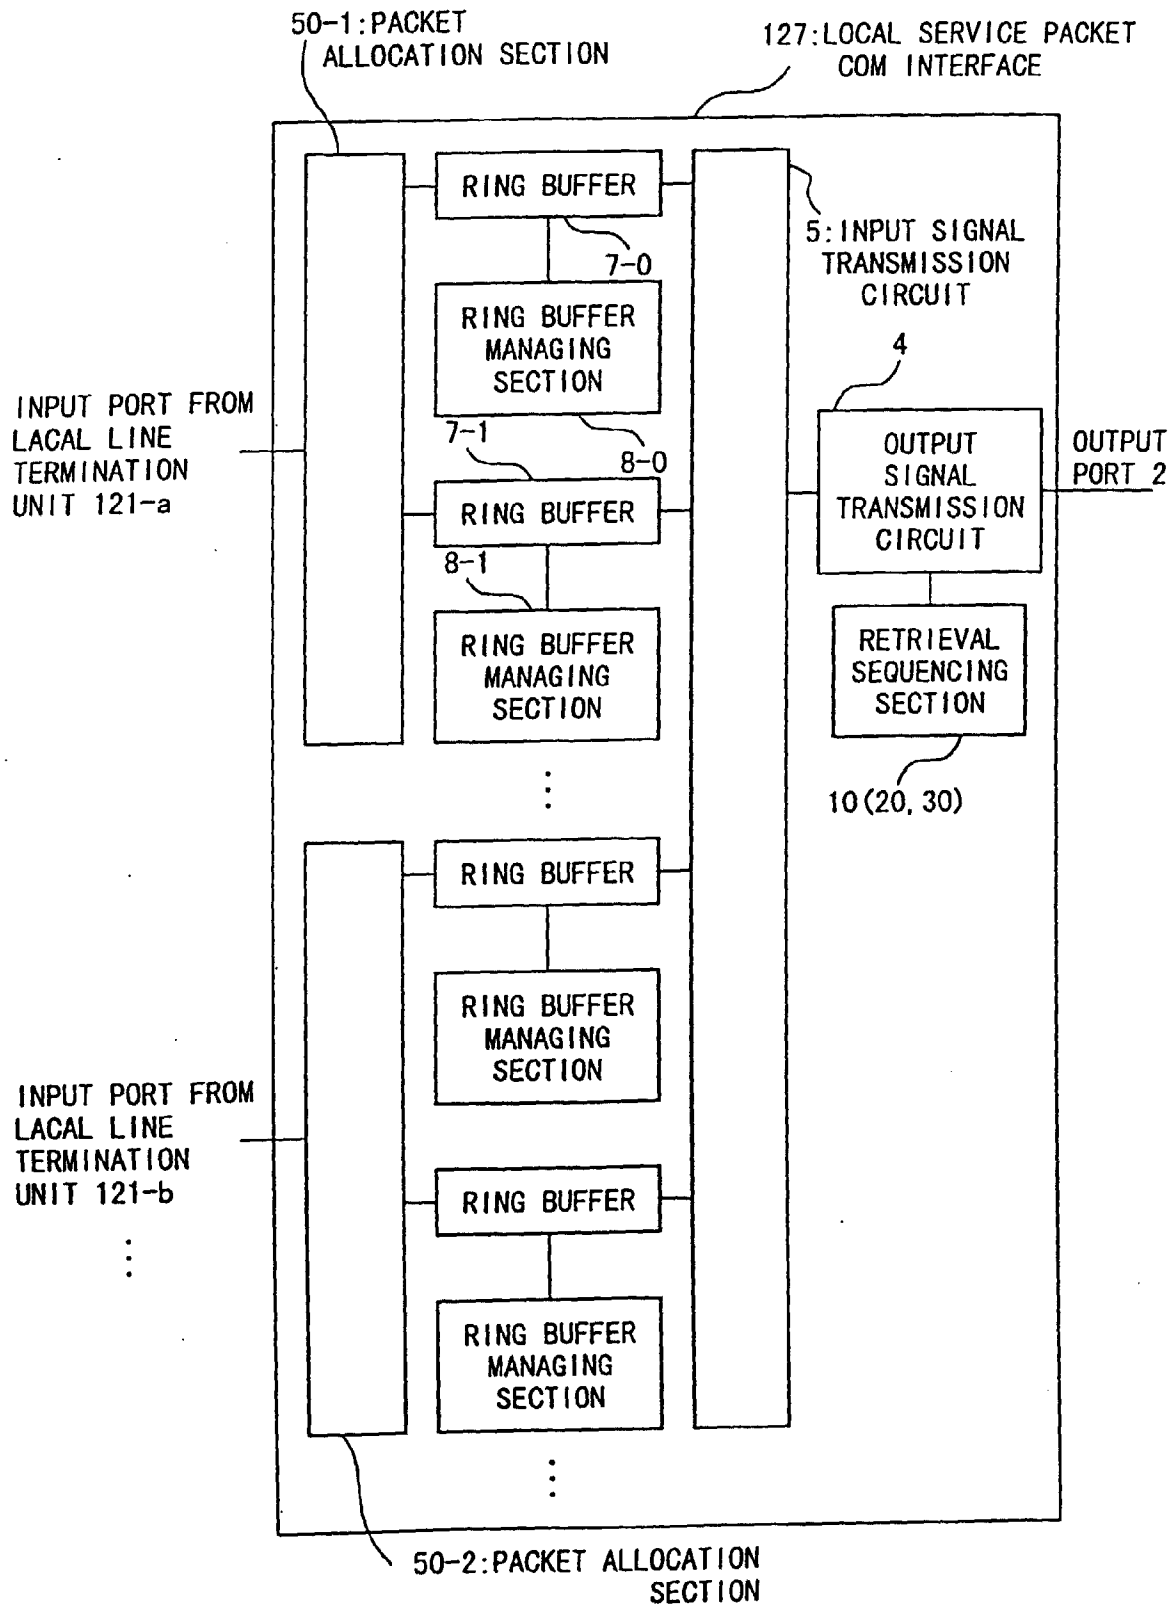 50-1:PACKET
ALLOCATION SECTION
127:LOCAL SERVICE PACKET
COM INTERFACE
RING BUFFER
7-0
5:INPUT SIGNAL
TRANSMISSION
CIRCUIT
RING BUFFER
MANAGING
SECTION
8-0
4
INPUT PORT FROM
LACAL LINE
TERMINATION
UNIT 121-a
7-1
RING BUFFER
8-1
OUTPUT
SIGNAL
TRANSMISSION
CIRCUIT
OUTPUT
PORT 2
RING BUFFER
MANAGING
SECTION
RETRIEVAL
SEQUENCING
SECTION
10(20, 30)
RING BUFFER
RING BUFFER
MANAGING
SECTION
INPUT PORT FROM
LACAL LINE
TERMINATION
UNIT 121-b
RING BUFFER
RING BUFFER
MANAGING
SECTION
50-2:PACKET ALLOCATION
SECTION